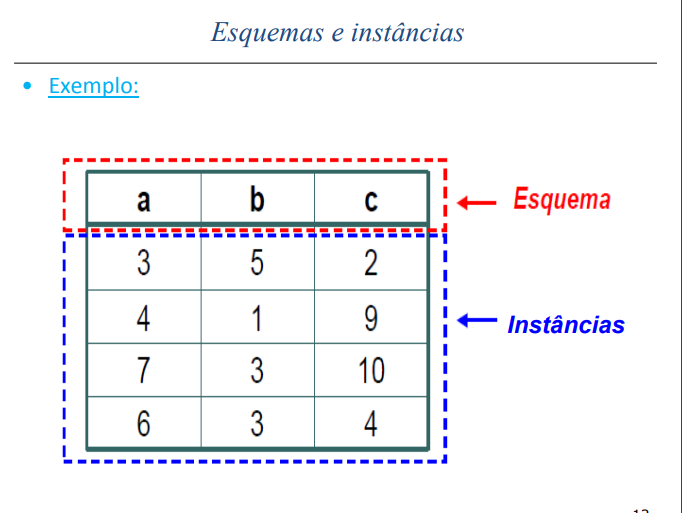 Esquemas e instâncias
• Exemplo:
a b c
Esquema
3 5 2
4 1 9
Instâncias
7 3 10
6 3 4